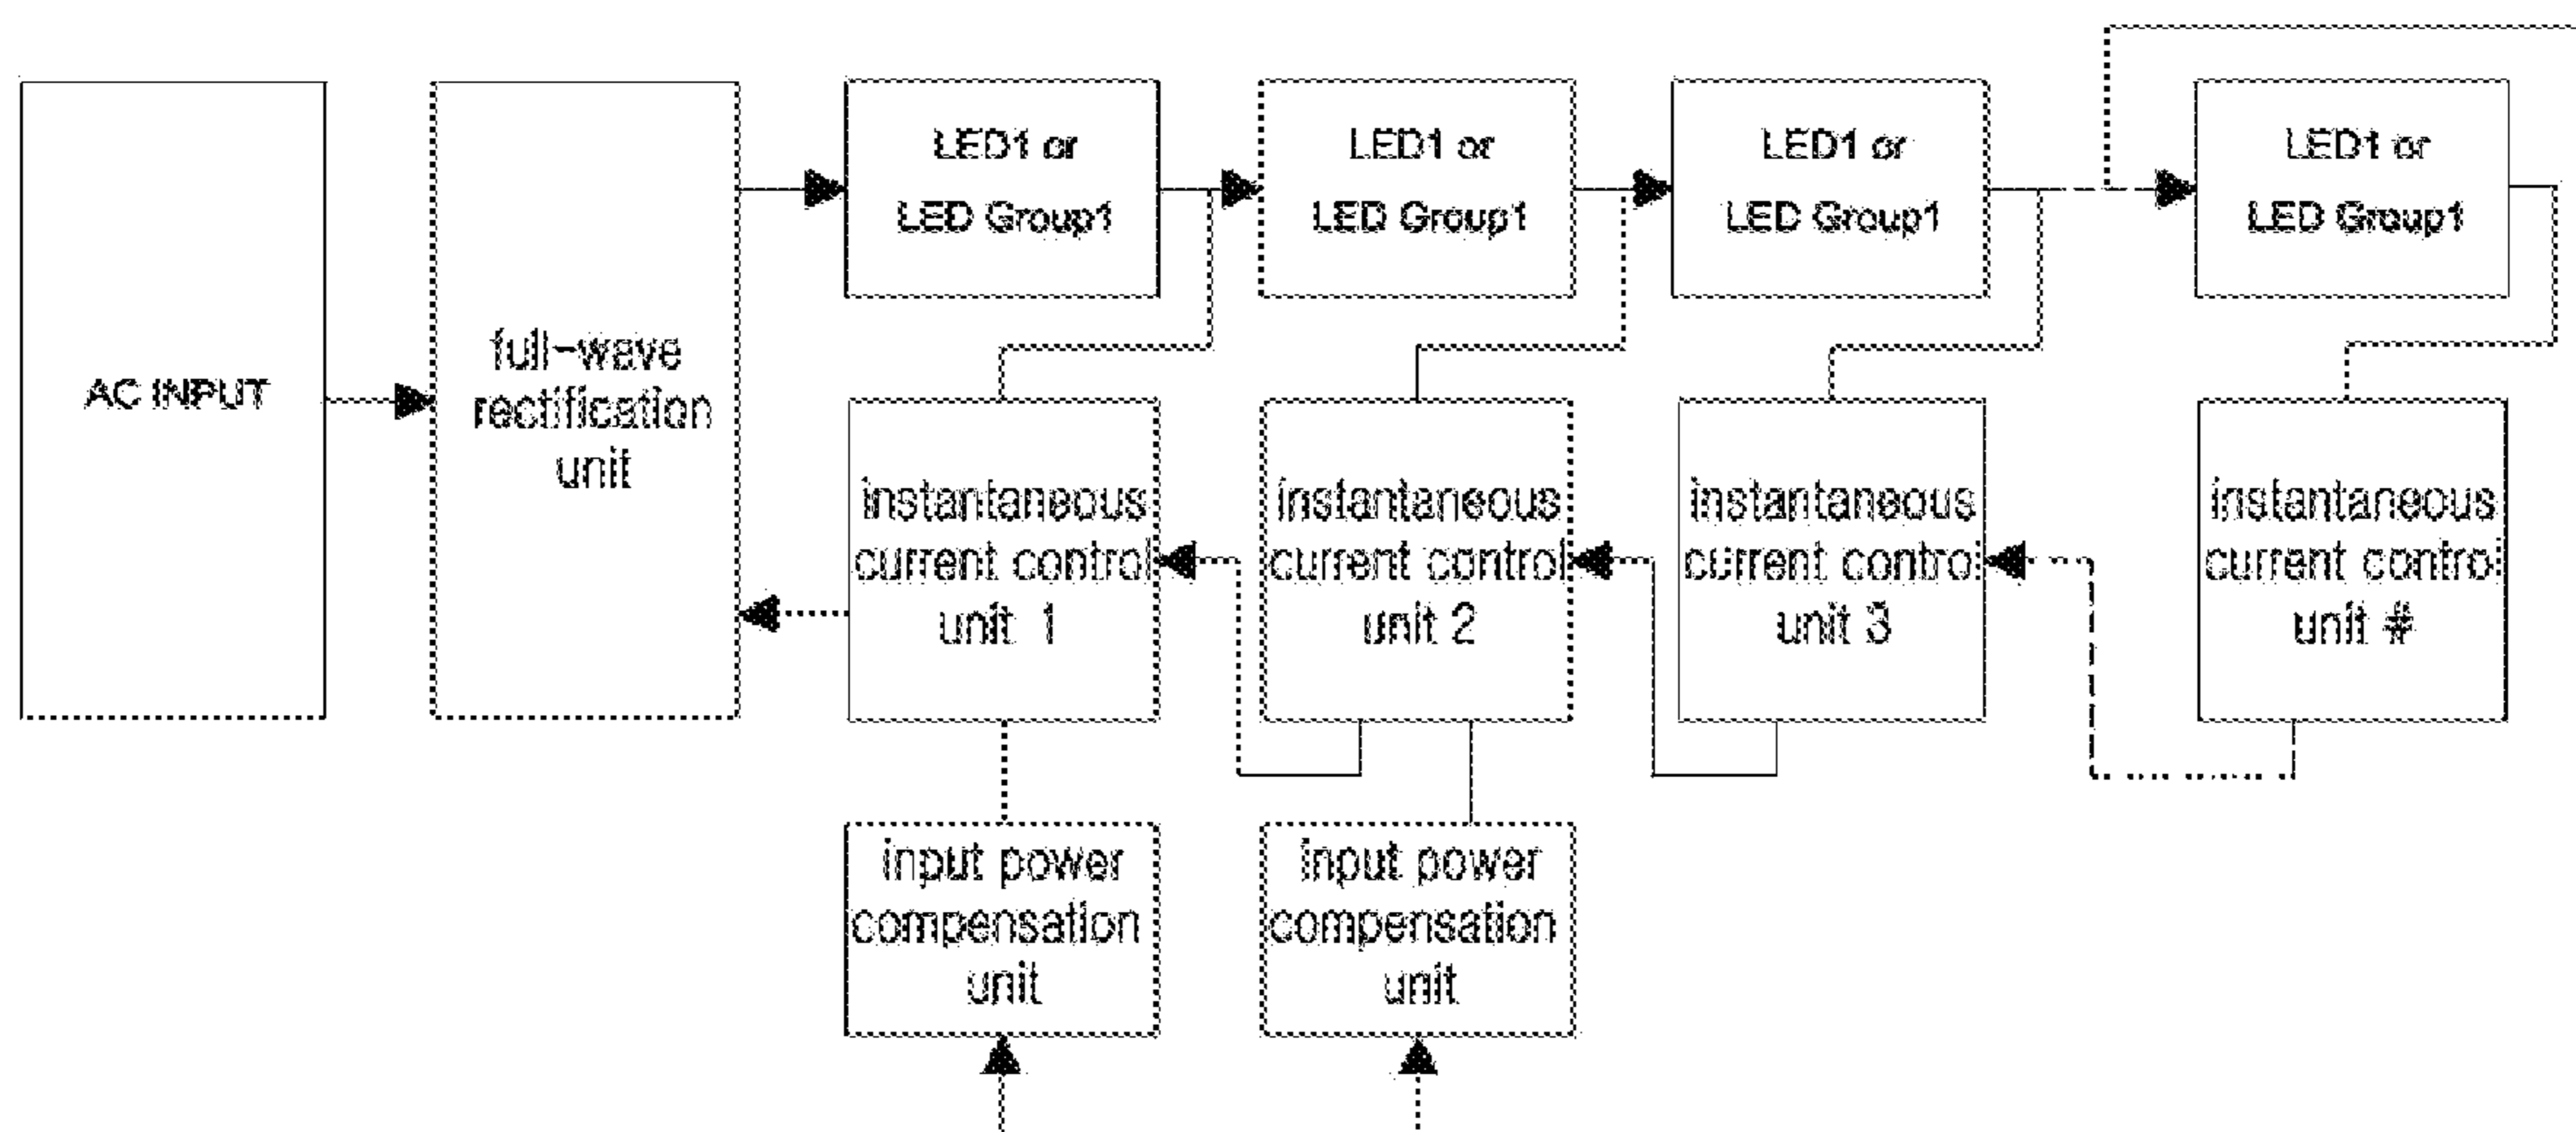 AC INPUT
full-wave
rectification
unit
LED1 or
LED Group1
LED1 or
LED Group1
LED1 or
LED Group1
LED1 or
LED Group1
instantaneous
current control
unit 1
instantaneous
current control
unit 2
instantaneous
current control
unit 3
instantaneous
current control
unit #
input power
compensation
unit
input power
compensation
unit